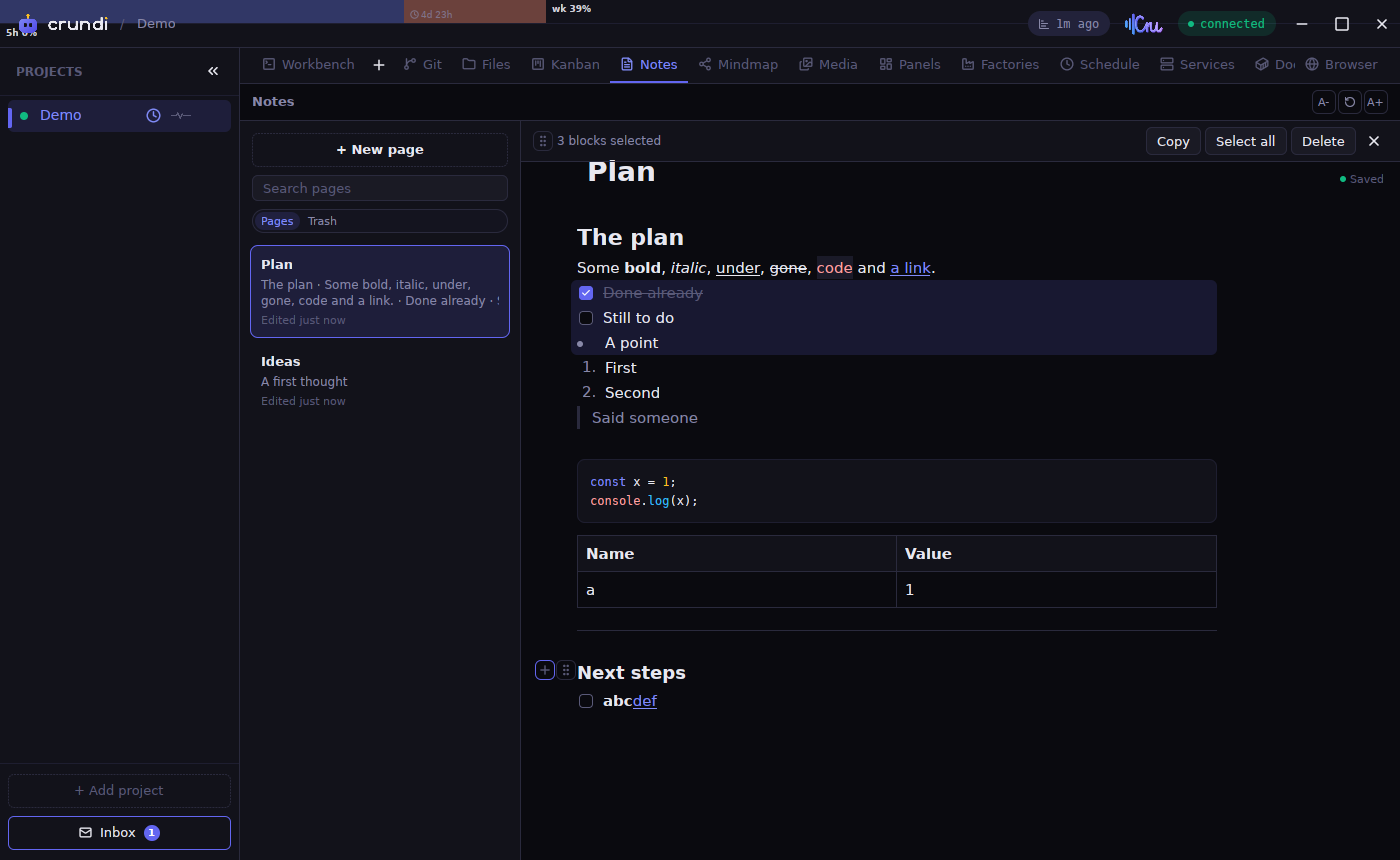 4d 23h
wk 39%
crundi / Demo
1m ago
Cru
connected
PROJECTS
Workbench
Git
Files
Kanban
Notes
Mindmap
Media
Panels
Factories
Schedule
Services
Browser
Demo
Notes
A-
A+
+ New page
3 blocks selected
Copy
Select all
Delete
Search pages
Pages
Trash
Plan
Saved
Plan
The plan · Some bold, italic, under,
gone, code and a link. · Done already ·
Edited just now
Ideas
A first thought
Edited just now
The plan
Some bold, italic, under, gone, code and a link.
Done already
Still to do
A point
1. First
2. Second
Said someone
const x = 1;
console.log(x);
Name Value
a 1
Next steps
abcdef
+ Add project
Inbox 1